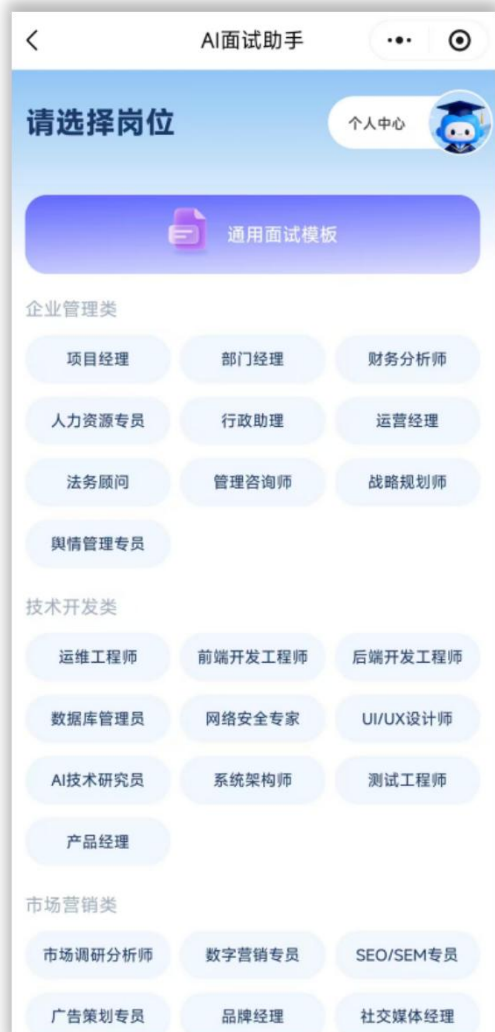 AI面试助手
请选择岗位
个人中心
通用面试模板
企业管理类
项目经理 部门经理 财务分析师
人力资源专员 行政助理 运营经理
法务顾问 管理咨询师 战略规划师
舆情管理专员
技术开发类
运维工程师 前端开发工程师 后端开发工程师
数据库管理员 网络安全专家 UI/UX设计师
AI技术研究员 系统架构师 测试工程师
产品经理
市场营销类
市场调研分析师 数字营销专员 SEO/SEM专员
广告策划专员 品牌经理 社交媒体经理